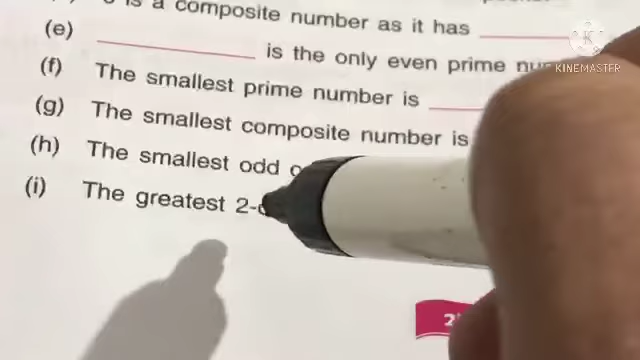 is a composite number as it has
(e) is the only even prime
(f) The smallest prime number is
(g) The smallest composite number is
(h) The smallest odd
(i) The greatest 2-
KINEMASTER